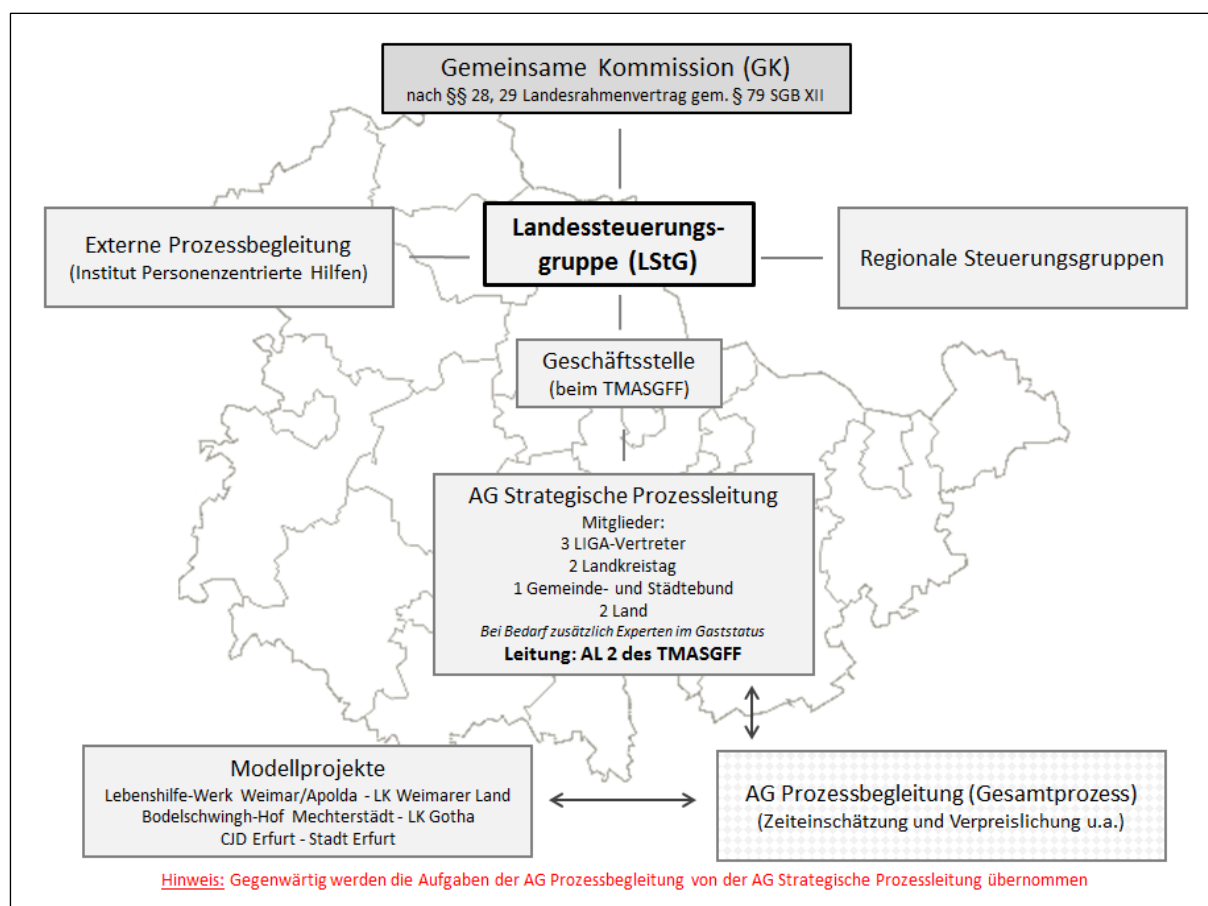 Gemeinsame Kommission (GK)
nach §§ 28, 29 Landesrahmenvertrag gem. § 79 SGB XII
Externe Prozessbegleitung
(Institut Personenzentrierte Hilfen)
Landessteuerungs-
gruppe (LStG)
Regionale Steuerungsgruppen
Geschäftsstelle
(beim TMASGFF)
AG Strategische Prozessleitung
Mitglieder:
3 LIGA-Vertreter
2 Landkreistag
1 Gemeinde- und Städtebund
2 Land
Bei Bedarf zusätzlich Experten im Gaststatus
Leitung: AL 2 des TMASGFF
Modellprojekte
Lebenshilfe-Werk Weimar/Apolda - LK Weimarer Land
Bodelschwingh-Hof Mechterstädt - LK Gotha
CJD Erfurt - Stadt Erfurt
AG Prozessbegleitung (Gesamtprozess)
(Zeiteinschätzung und Verpreislichung u.a.)
Hinweis: Gegenwärtig werden die Aufgaben der AG Prozessbegleitung von der AG Strategische Prozessleitung übernommen